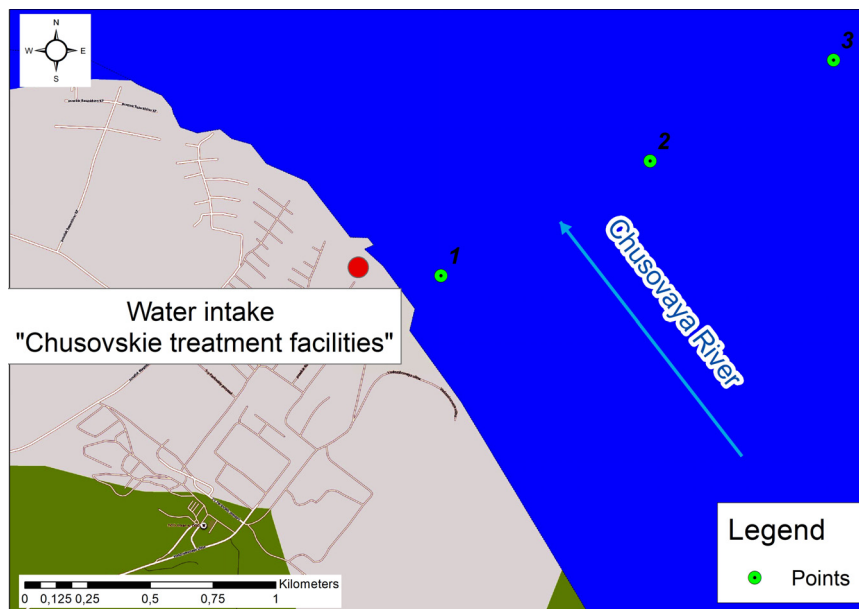 N
W E
S
3
2
1
Chusovaya River
Water intake
"Chusovskie treatment facilities"
Legend
Points
Kilometers
0 0,125 0,25 0,5 0,75 1